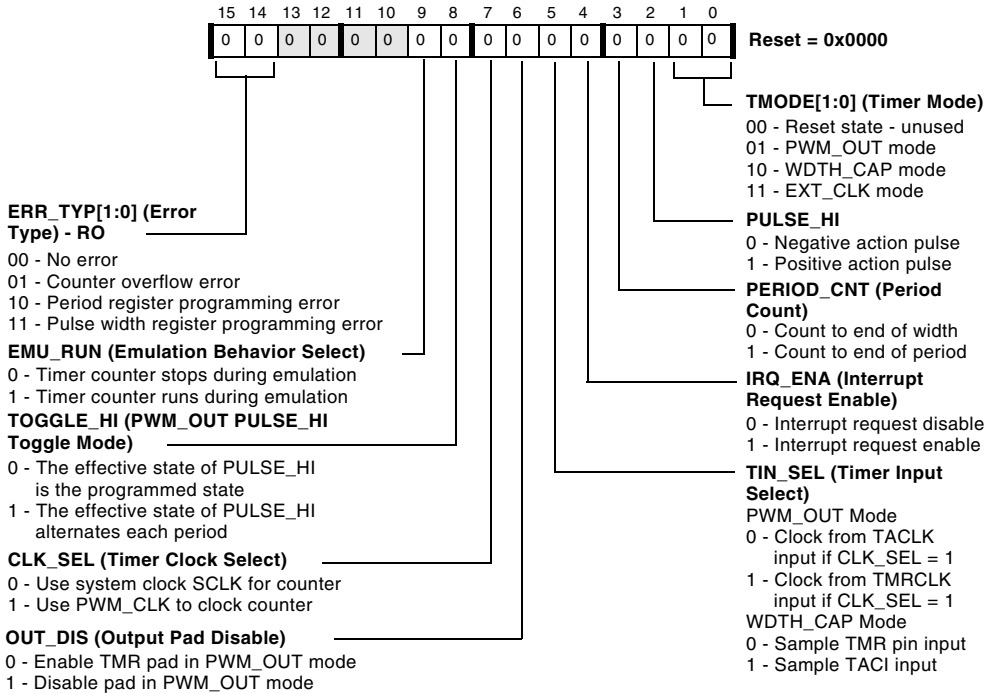 15 14 13 12 11 10 9 8 7 6 5 4 3 2 1 0
0 0 0 0 0 0 0 0 0 0 0 0 0 0 0 0
Reset = 0x0000
ERR_TYP[1:0] (Error
Type) - RO
00 - No error
01 - Counter overflow error
10 - Period register programming error
11 - Pulse width register programming error
EMU_RUN (Emulation Behavior Select)
0 - Timer counter stops during emulation
1 - Timer counter runs during emulation
TOGGLE_HI (PWM_OUT PULSE_HI
Toggle Mode)
0 - The effective state of PULSE_HI
is the programmed state
1 - The effective state of PULSE_HI
alternates each period
CLK_SEL (Timer Clock Select)
0 - Use system clock SCLK for counter
1 - Use PWM_CLK to clock counter
OUT_DIS (Output Pad Disable)
0 - Enable TMR pad in PWM_OUT mode
1 - Disable pad in PWM_OUT mode
TMODE[1:0] (Timer Mode)
00 - Reset state - unused
01 - PWM_OUT mode
10 - WDTH_CAP mode
11 - EXT_CLK mode
PULSE_HI
0 - Negative action pulse
1 - Positive action pulse
PERIOD_CNT (Period
Count)
0 - Count to end of width
1 - Count to end of period
IRQ_ENA (Interrupt
Request Enable)
0 - Interrupt request disable
1 - Interrupt request enable
TIN_SEL (Timer Input
Select)
PWM_OUT Mode
0 - Clock from TACLK
input if CLK_SEL = 1
1 - Clock from TMRCLK
input if CLK_SEL = 1
WDTH_CAP Mode
0 - Sample TMR pin input
1 - Sample TACI input